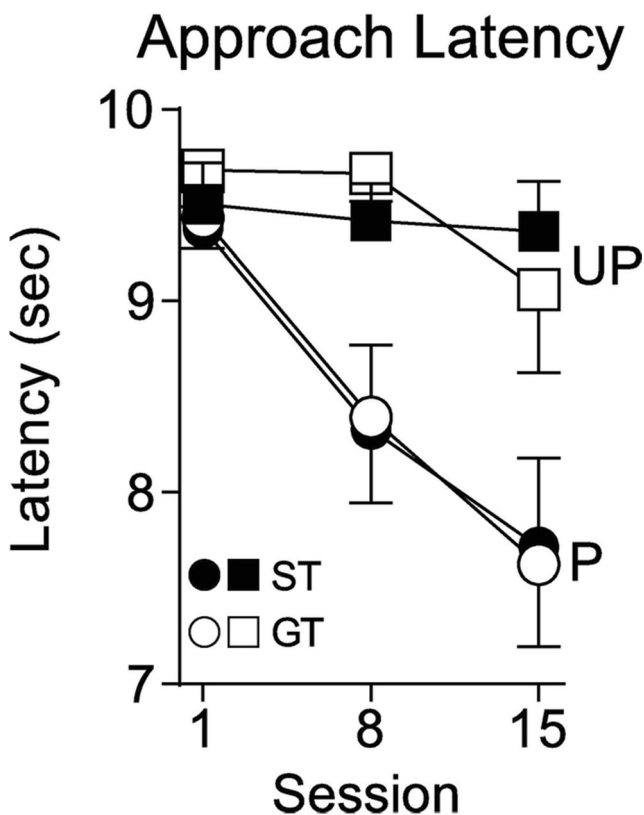 Approach Latency
Latency (sec)
10
9
8
7
UP
P
ST
GT
1 8 15
Session